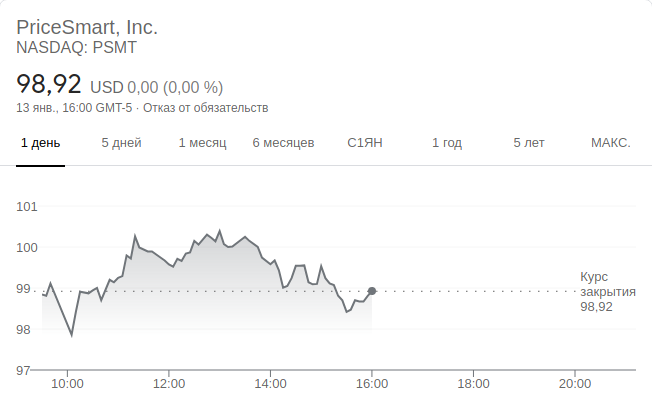 PriceSmart, Inc.
NASDAQ: PSMT
98,92 USD 0,00 (0,00 %)
13 янв., 16:00 GMT-5 · Отказ от обязательств
1 день 5 дней 1 месяц 6 месяцев С1ЯН 1 год 5 лет МАКС.
101
100
99
98
97
Курс
закрытия
98,92
10:00 12:00 14:00 16:00 18:00 20:00